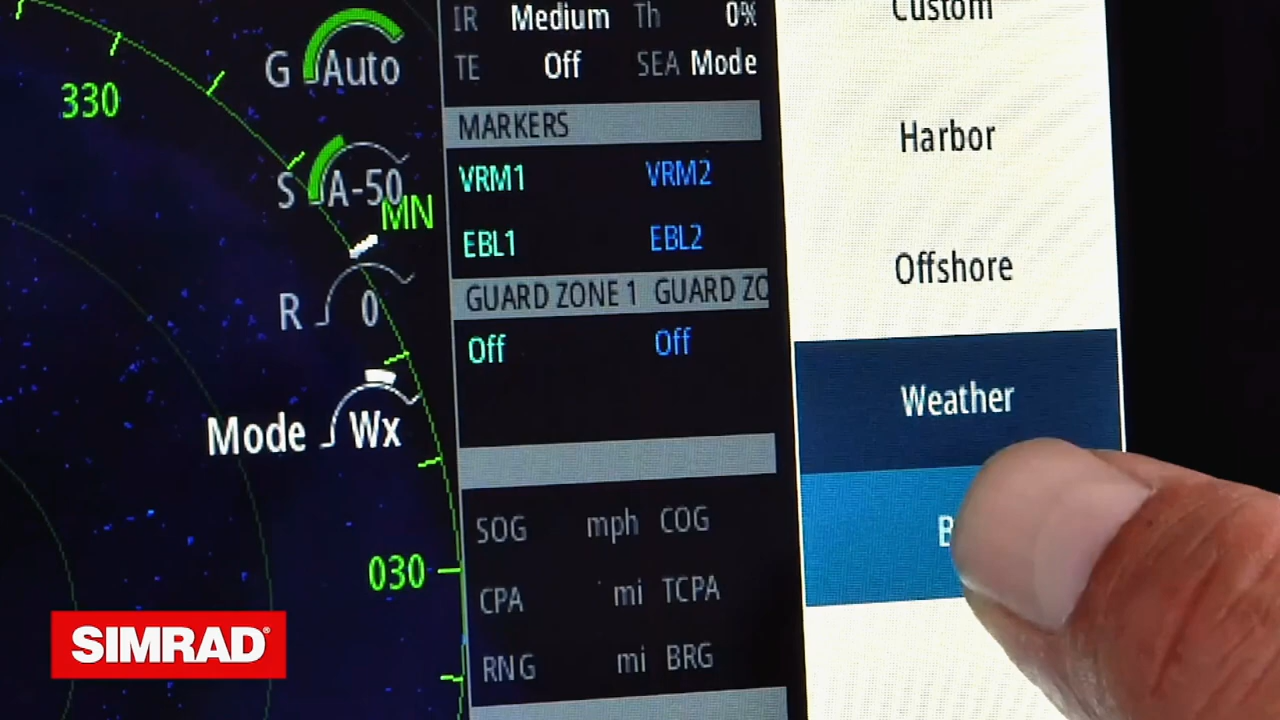 G Auto
330
S A-50
MN
R 0
Mode Wx
030
IR Medium Th 0%
TE Off SEA Mode
MARKERS
VRM1 VRM2
EBL1 EBL2
GUARD ZONE 1 GUARD ZO
Off Off
SOG mph COG
CPA mi TCPA
RNG mi BRG
Custom
Harbor
Offshore
Weather
SIMRAD®